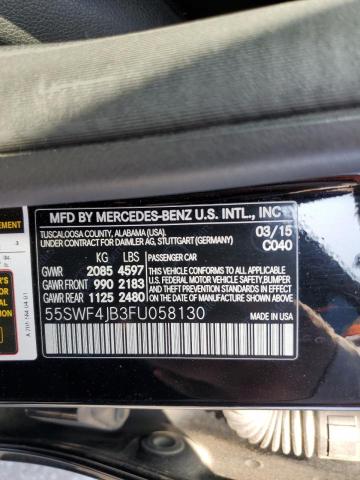 MFD BY MERCEDES-BENZ U.S. INTL., INC
TUSCALOOSA COUNTY, ALABAMA (USA). 03/15
UNDER CONTRACT FOR DAIMLER AG, STUTTGART (GERMANY) C040
KG LBS PASSENGER CAR
GVWR 2085 4597
GAWR FRONT 990 2183
GAWR REAR 1125 2480
THIS VEHICLE CONFORMS TO ALL
APPLICABLE FEDERAL MOTOR VEHICLE
SAFETY, BUMPER, AND THEFT
PREVENTION STANDARDS IN EFFECT ON
THE DATE OF MANUFACTURE SHOWN ABOVE.
55SWF4JB3FU058130